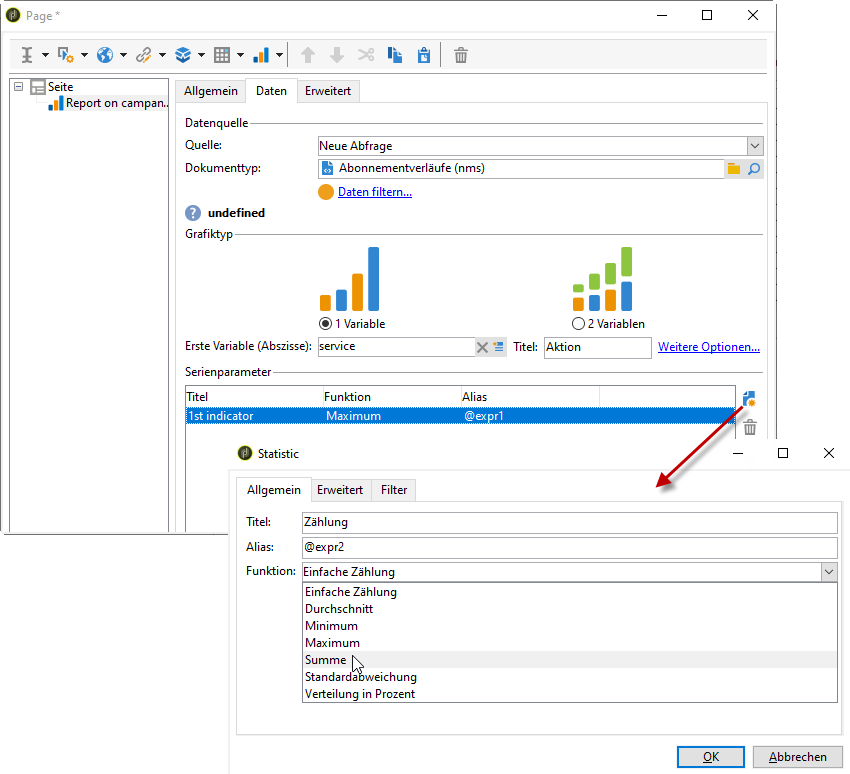 Page *
Seite
Report on campan...
Allgemein Daten Erweitert
Datenquelle
Quelle: Neue Abfrage
Dokumenttyp: Abonnementverläufe (nms)
Daten filtern...
? undefined
Grafiktyp
1 Variable 2 Variablen
Erste Variable (Abszisse): service Titel: Aktion Weitere Optionen...
Serienparameter
Titel Funktion Alias
1st indicator Maximum @expr1
Statistic
Allgemein Erweitert Filter
Titel: Zählung
Alias: @expr2
Funktion: Einfache Zählung
Einfache Zählung
Durchschnitt
Minimum
Maximum
Summe
Standardabweichung
Verteilung in Prozent
OK Abbrechen